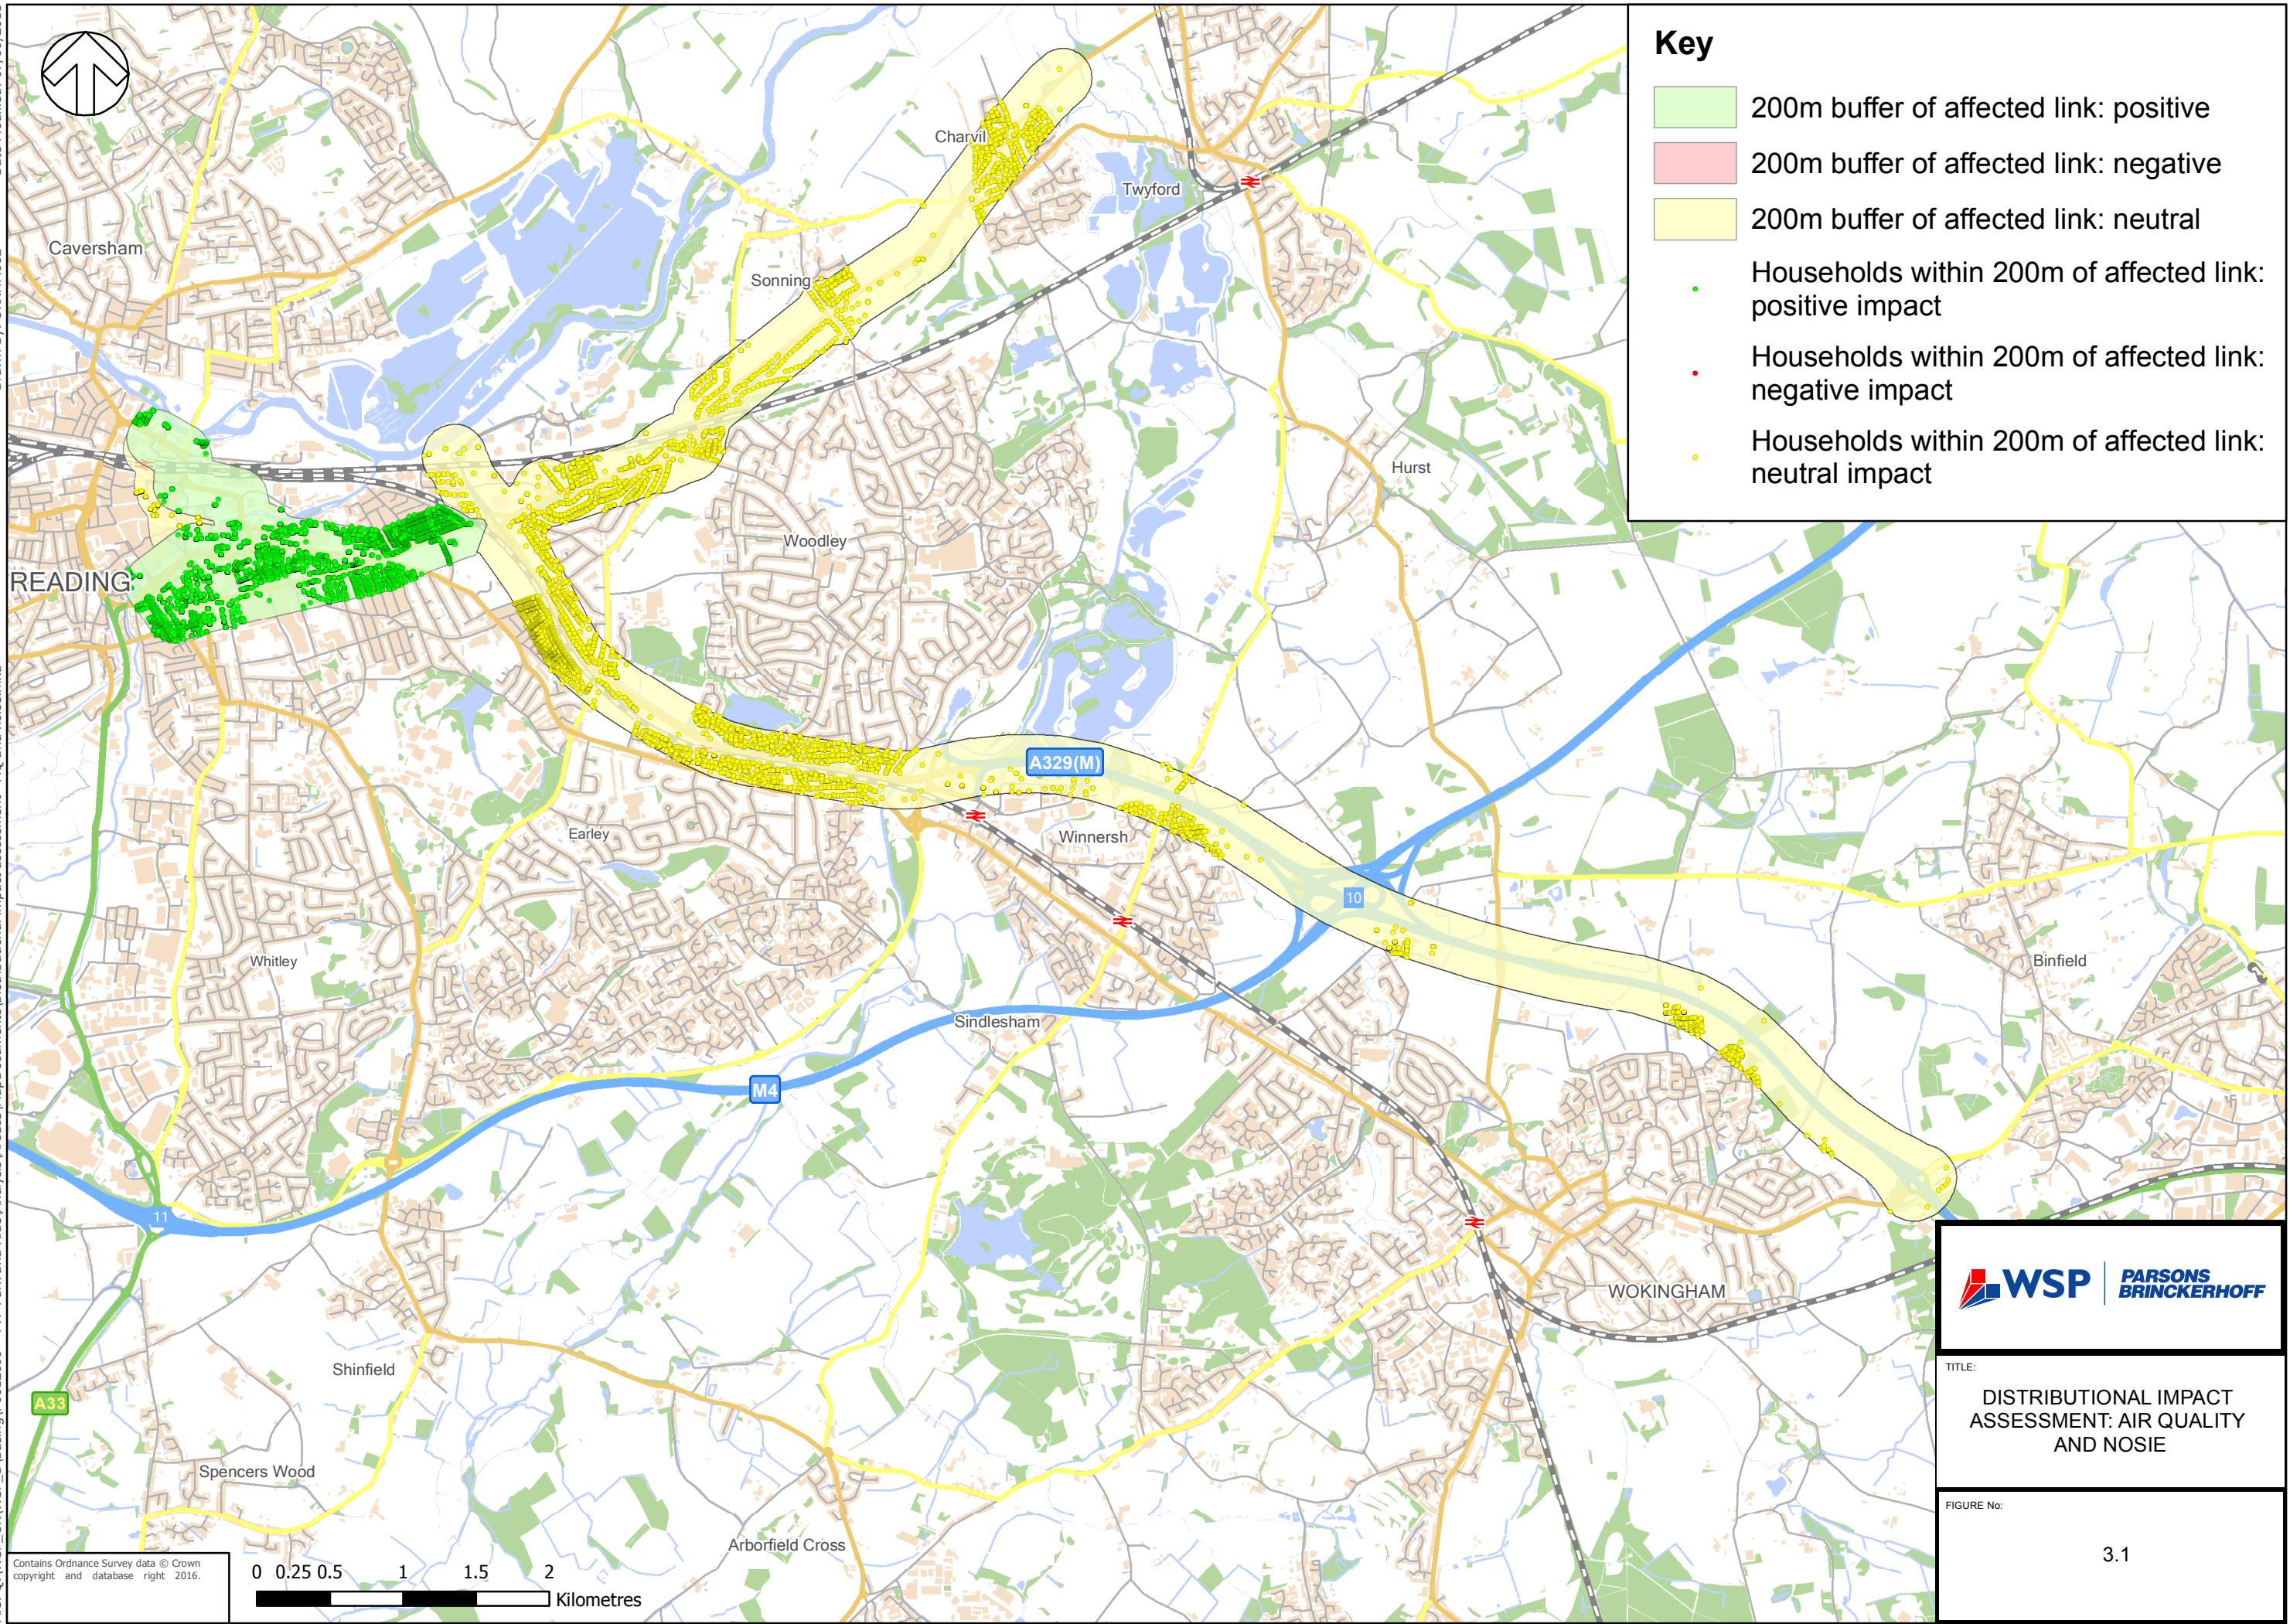 Key
200m buffer of affected link: positive
200m buffer of affected link: negative
200m buffer of affected link: neutral
Households within 200m of affected link:
positive impact
Households within 200m of affected link:
negative impact
Households within 200m of affected link:
neutral impact
Charvil
Twyford
Caversham
Sonning
Hurst
Woodley
READING
A329(M)
Earley
Winnersh
10
Whitley
Binfield
Sindlesham
M4
11
WOKINGHAM
Shinfield
A33
Spencers Wood
Arborfield Cross
WSP
PARSONS
BRINCKERHOFF
TITLE:
DISTRIBUTIONAL IMPACT
ASSESSMENT: AIR QUALITY
AND NOSIE
FIGURE No:
3.1
Contains Ordnance Survey data © Crown
copyright and database right 2016.
0 0.25 0.5 1 1.5 2
Kilometres